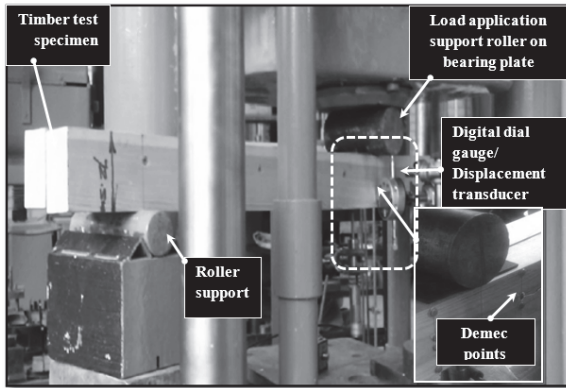 Timber test
specimen
Load application
support roller on
bearing plate
Digital dial
gauge/
Displacement
transducer
Roller
support
Demec
points